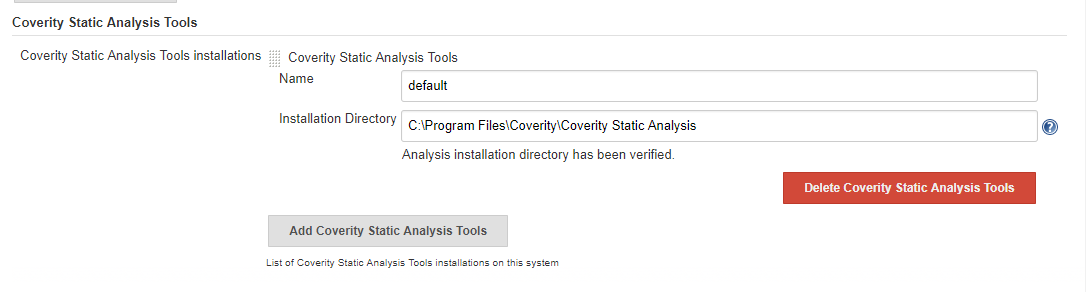 Coverity Static Analysis Tools
Coverity Static Analysis Tools installations
Coverity Static Analysis Tools
Name
default
Installation Directory
C:\Program Files\Coverity\Coverity Static Analysis
?
Analysis installation directory has been verified.
Delete Coverity Static Analysis Tools
Add Coverity Static Analysis Tools
List of Coverity Static Analysis Tools installations on this system